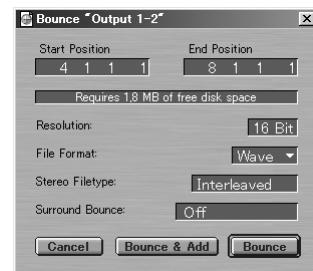 Bounce "Output 1-2"
Start Position End Position
4 1 1 1 8 1 1 1
Requires 1,8 MB of free disk space
Resolution: 16 Bit
File Format: Wave
Stereo Filetype: Interleaved
Surround Bounce: Off
Cancel Bounce & Add Bounce